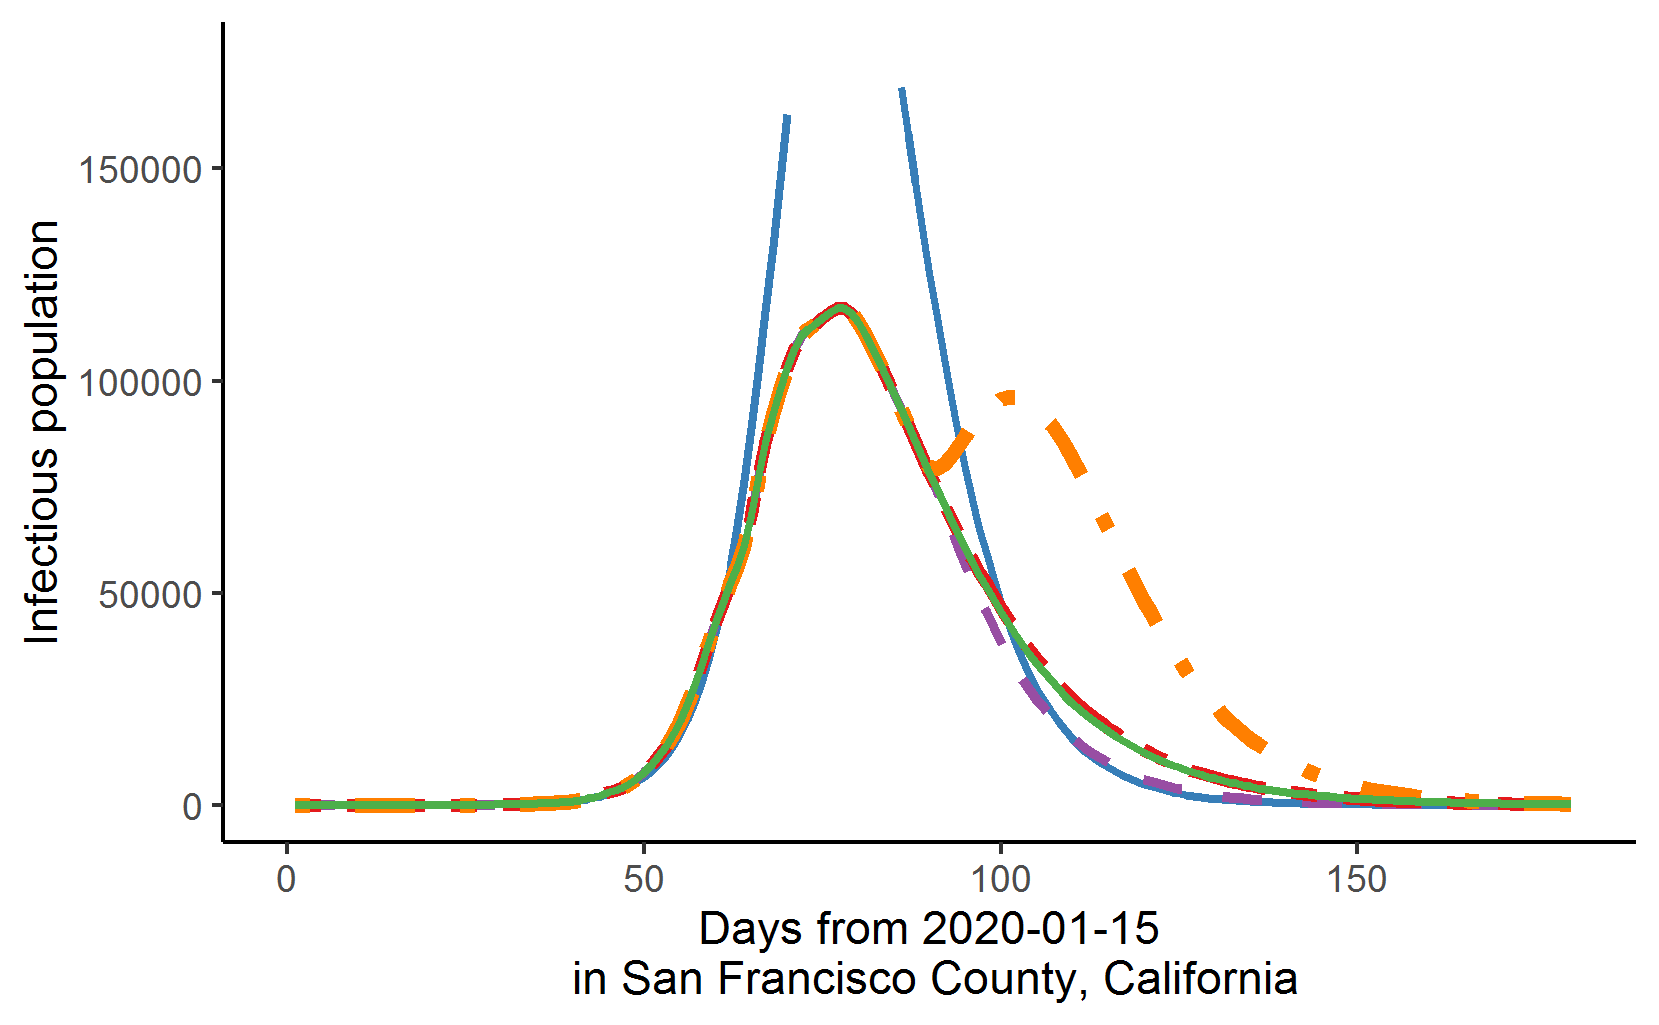 Infectious population
150000
100000
50000
0
0 50 100 150
Days from 2020-01-15
in San Francisco County, California